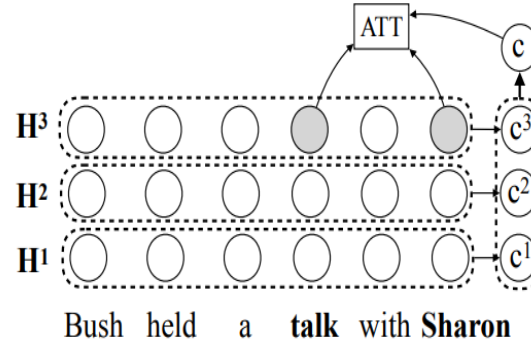 ATT
c
H³ c³
H² c²
H¹ c¹
Bush held a talk with Sharon